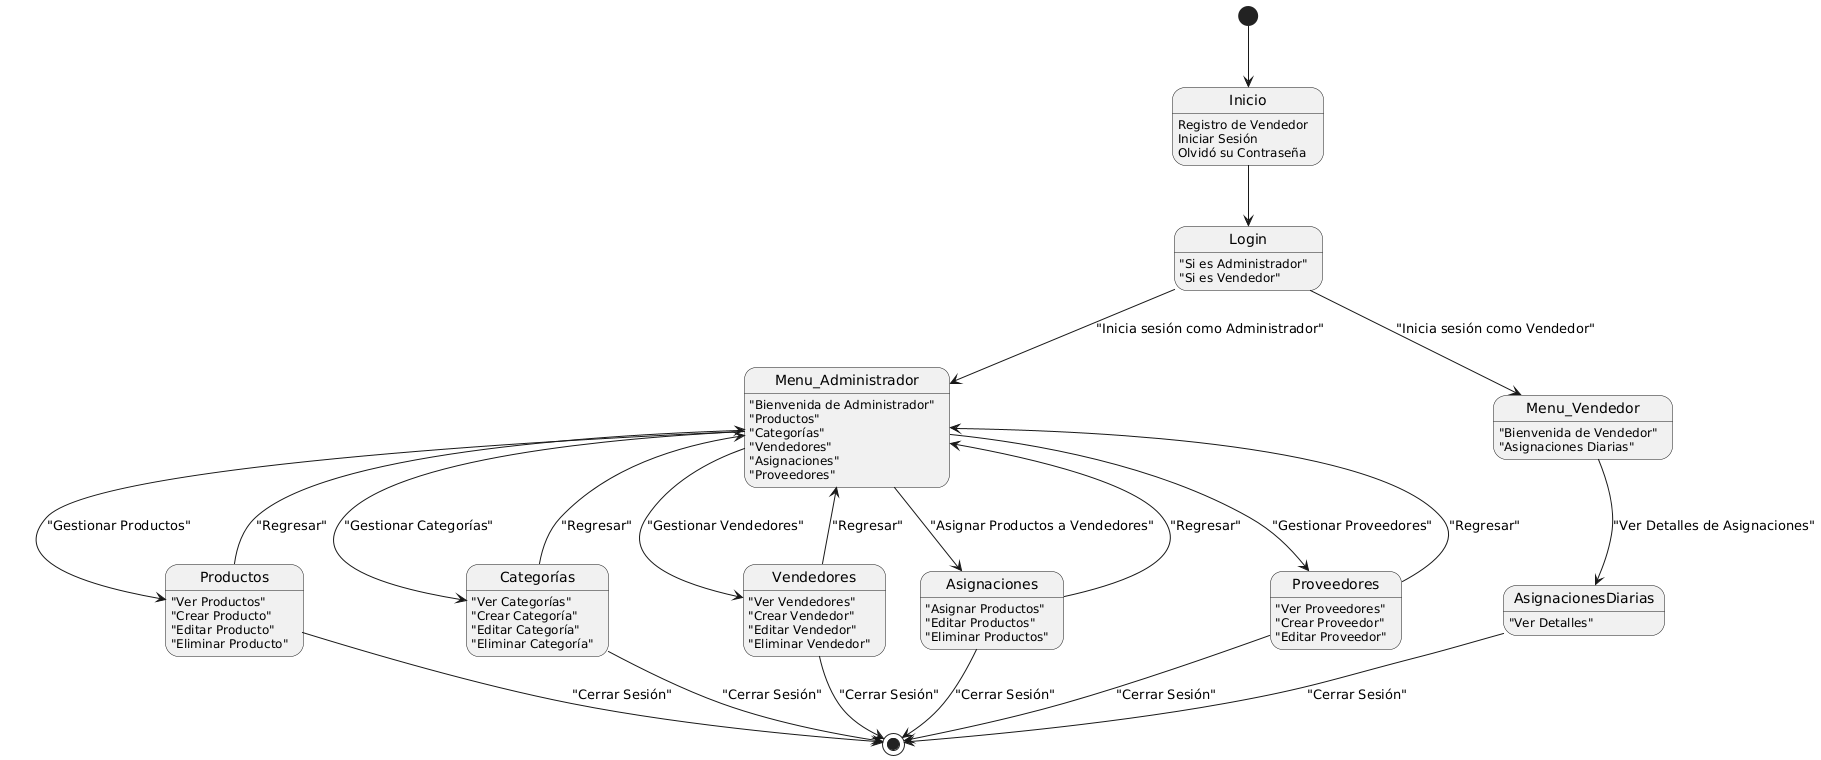 Inicio
Registro de Vendedor
Iniciar Sesión
Olvidó su Contraseña
Login
"Si es Administrador"
"Si es Vendedor"
"Inicia sesión como Administrador"
"Inicia sesión como Vendedor"
Menu_Administrador
"Bienvenida de Administrador"
"Productos"
"Categorías"
"Vendedores
"Asignaciones"
"Proveedores"
Menu_Vendedor
"Bienvenida de Vendedor"
"Asignaciones Diarias"
"Gestionar Productos"
"Regresar"
"Gestionar Categorías"
"Regresar"
"Gestionar Vendedores"
"Regresar"
"Asignar Productos a Vendedores"
"Regresar"
"Gestionar Proveedores"
"Regresar"
"Ver Detalles de Asignaciones"
Productos
"Ver Productos"
"Crear Producto"
"Editar Producto"
"Eliminar Producto"
Categorías
"Ver Categorías"
"Crear Categoría"
"Editar Categoría"
"Eliminar Categoría"
Vendedores
"Ver Vendedores"
"Crear Vendedor"
"Editar Vendedor"
"Eliminar Vendedor"
Asignaciones
"Asignar Productos"
"Editar Productos"
"Eliminar Productos"
Proveedores
"Ver Proveedores"
"Crear Proveedor"
"Editar Proveedor"
AsignacionesDiarias
"Ver Detalles"
"Cerrar Sesión"
"Cerrar Sesión"
"Cerrar Sesión"
"Cerrar Sesión"
"Cerrar Sesión"
"Cerrar Sesión"